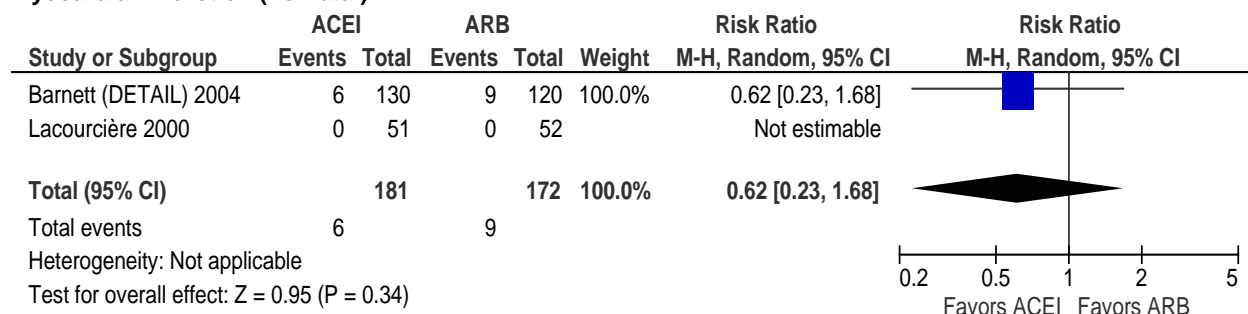 ACEI ARB Risk Ratio Risk Ratio
Study or Subgroup Events Total Events Total Weight M-H, Random, 95% CI M-H, Random, 95% CI
Barnett (DETAIL) 2004 6 130 9 120 100.0% 0.62 [0.23, 1.68]
Lacourcière 2000 0 51 0 52 Not estimable
Total (95% CI) 181 172 100.0% 0.62 [0.23, 1.68]
Total events 6 9
Heterogeneity: Not applicable
Test for overall effect: Z = 0.95 (P = 0.34)
0.2 0.5 1 2 5
Favors ACEI Favors ARB